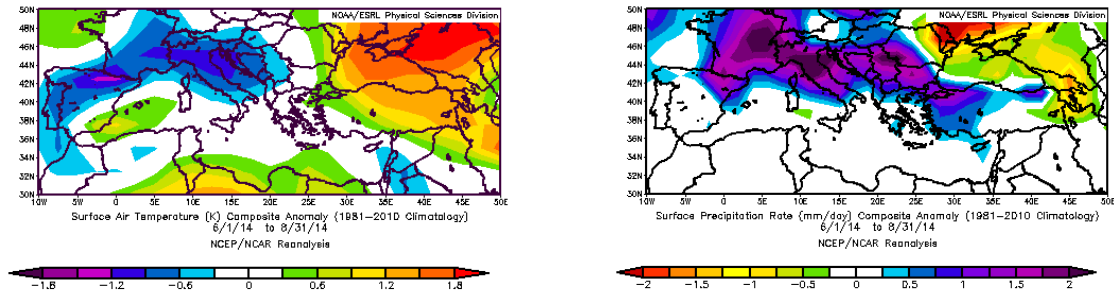 NOAA/ESRL Physical Sciences Division
50N
48N
46N
44N
42N
40N
38N
36N
34N
32N
30N
10W 5W 0 5E 10E 15E 20E 25E 30E 35E 40E 45E 50E
Surface Air Temperature (K) Composite Anomaly (1981-2010 Climatology)
6/1/14 to 8/31/14
NCEP/NCAR Reanalysis
-1.8 -1.2 -0.6 0 0.6 1.2 1.8
NOAA/ESRL Physical Sciences Division
50N
48N
46N
44N
42N
40N
38N
36N
34N
32N
30N
10W 5W 0 5E 10E 15E 20E 25E 30E 35E 40E 45E 50E
Surface Precipitation Rate (mm/day) Composite Anomaly (1981-2010 Climatology)
6/1/14 to 8/31/14
NCEP/NCAR Reanalysis
-2 -1.5 -1 -0.5 0 0.5 1 1.5 2